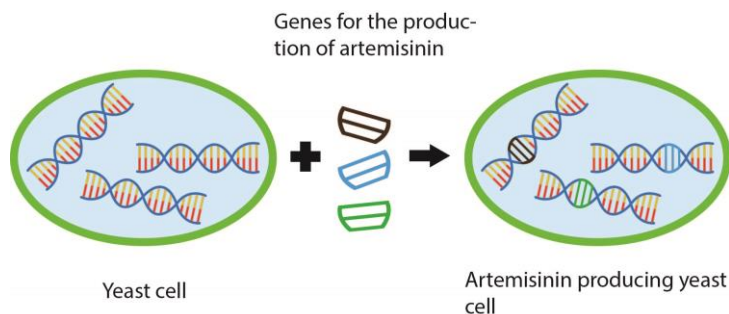 Genes for the produc-
tion of artemisinin
Yeast cell
Artemisinin producing yeast
cell